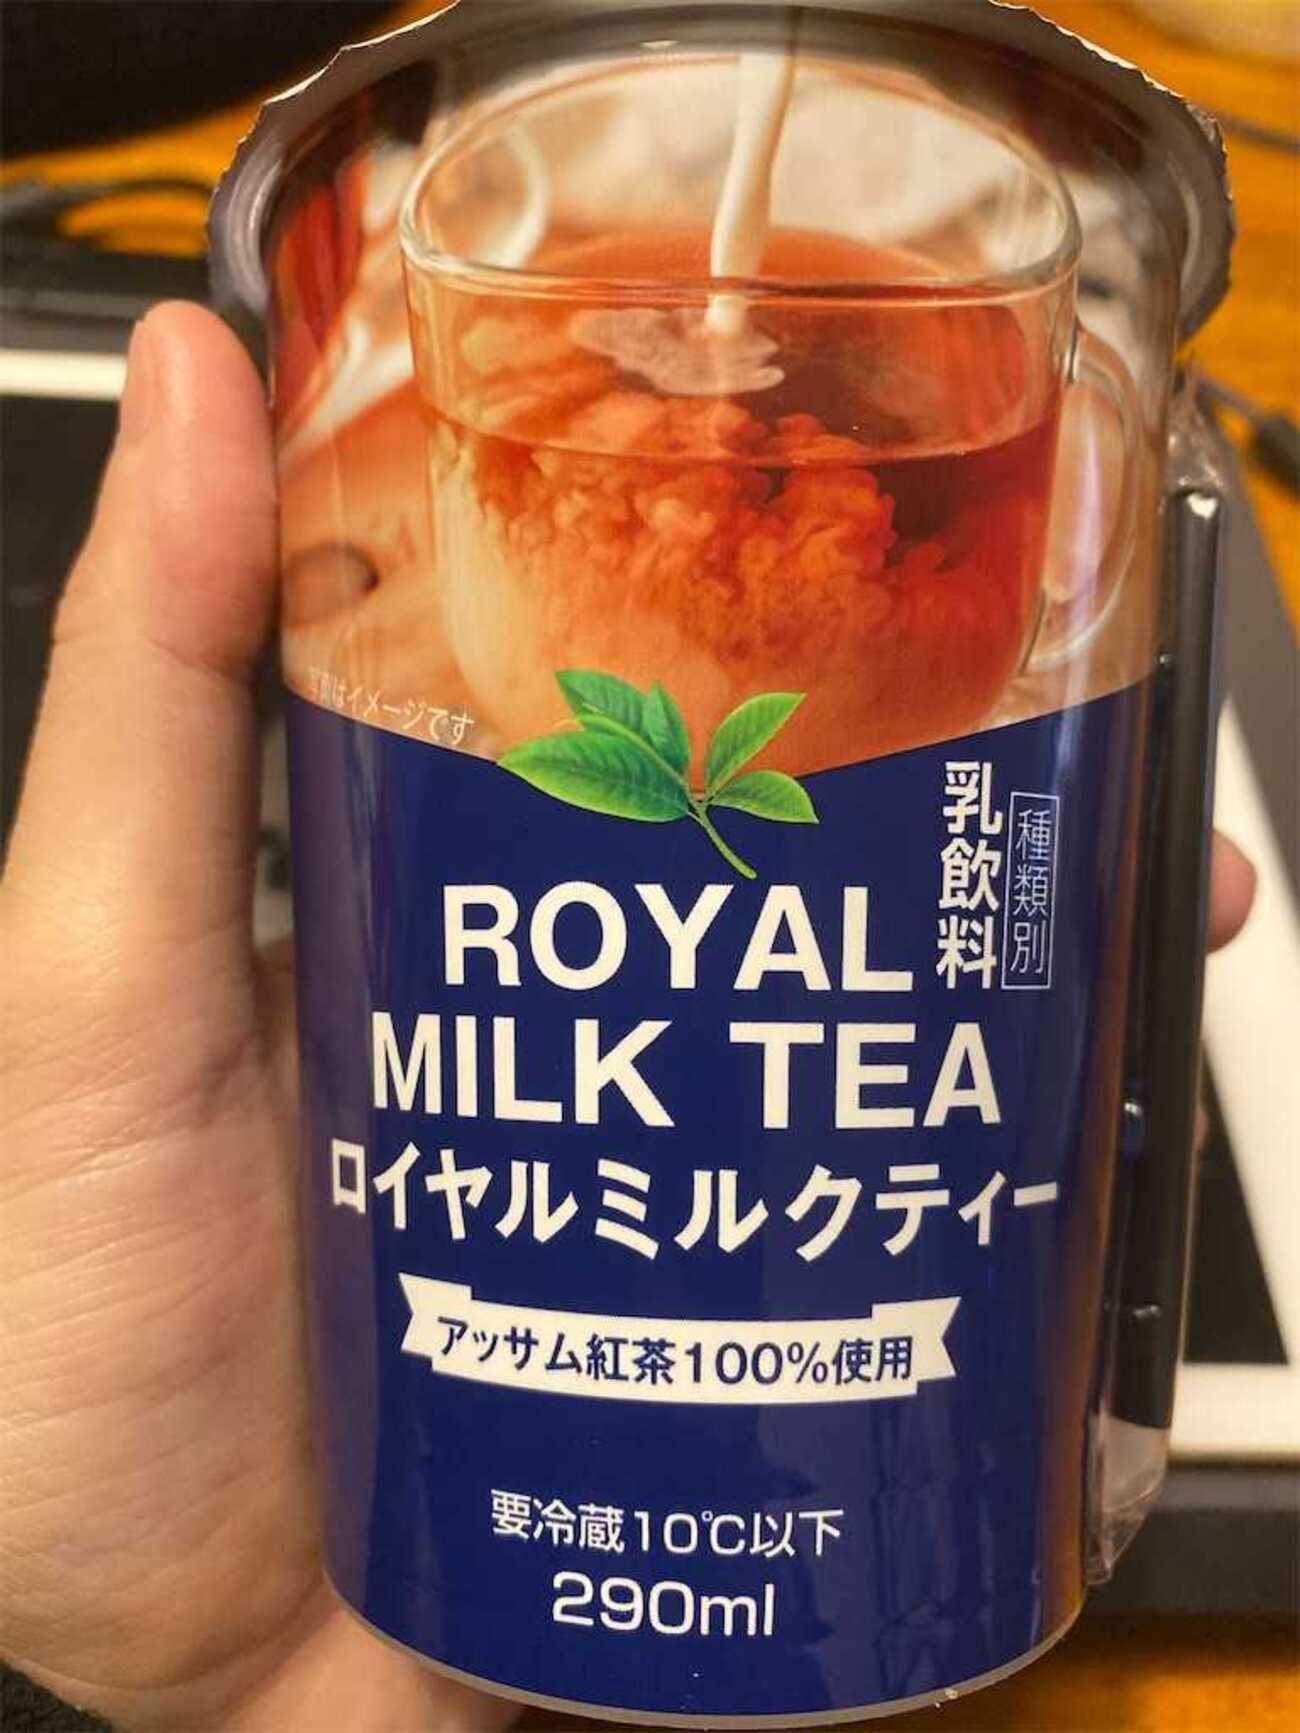 写真はイメージです
種類別
乳飲料
ROYAL
MILK TEA
ロイヤルミルクティー
アッサム紅茶100%使用
要冷蔵10℃以下
290ml